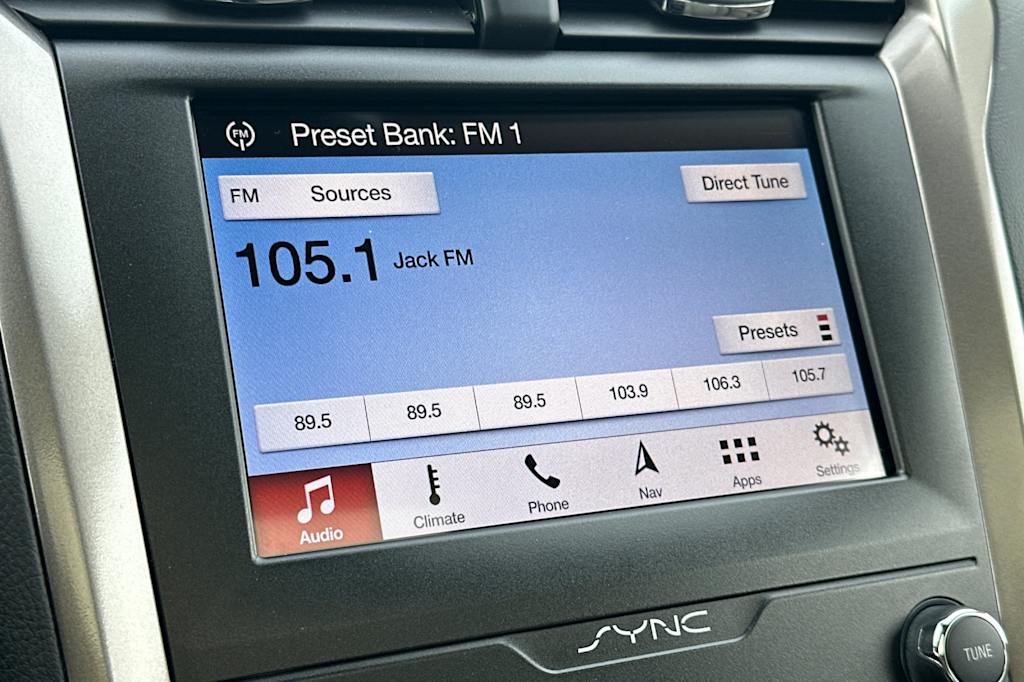 FM Preset Bank: FM 1
FM Sources Direct Tune
105.1 Jack FM
Presets
89.5 89.5 89.5 103.9 106.3 105.7
Audio Climate Phone Nav Apps Settings
SYNC
TUNE